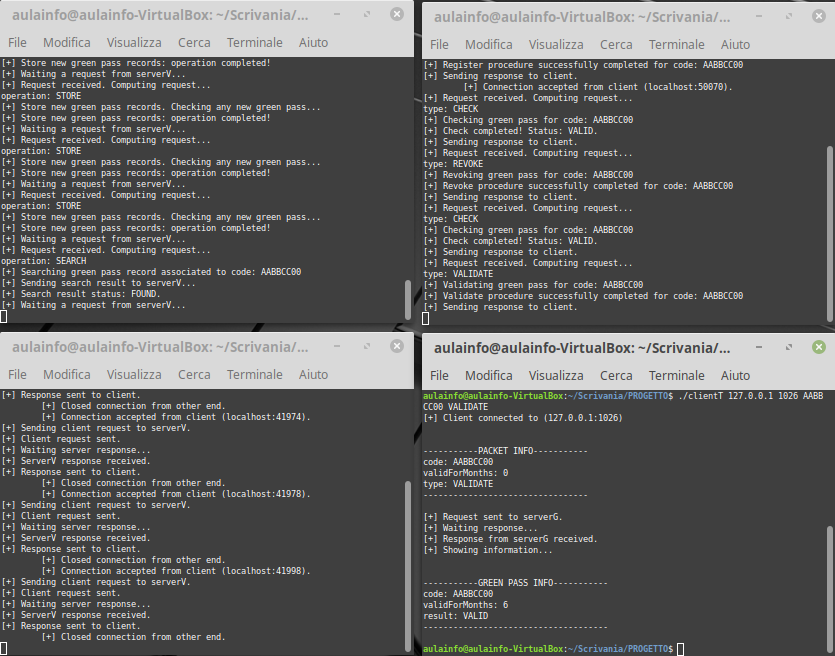 aulainfo@aulainfo-VirtualBox: ~/Scrivania/...
File Modifica Visualizza Cerca Terminale Aiuto
[+] Store new green pass records: operation completed!
[+] Waiting a request from serverV...
[+] Request received. Computing request...
operation: STORE
[+] Store new green pass records. Checking any new green pass...
[+] Store new green pass records: operation completed!
[+] Waiting a request from serverV...
[+] Request received. Computing request...
operation: STORE
[+] Store new green pass records. Checking any new green pass...
[+] Store new green pass records: operation completed!
[+] Waiting a request from serverV...
[+] Request received. Computing request...
operation: STORE
[+] Store new green pass records. Checking any new green pass...
[+] Store new green pass records: operation completed!
[+] Waiting a request from serverV...
[+] Request received. Computing request...
operation: SEARCH
[+] Searching green pass record associated to code: AABBCC00
[+] Sending search result to serverV...
[+] Search result status: FOUND.
[+] Waiting a request from serverV...
aulainfo@aulainfo-VirtualBox: ~/Scrivania/...
File Modifica Visualizza Cerca Terminale Aiuto
[+] Register procedure successfully completed for code: AABBCC00
[+] Sending response to client.
[+] Connection accepted from client (localhost:50070).
[+] Request received. Computing request...
type: CHECK
[+] Checking green pass for code: AABBCC00
[+] Check completed! Status: VALID.
[+] Sending response to client.
[+] Request received. Computing request...
type: REVOKE
[+] Revoking green pass for code: AABBCC00
[+] Revoke procedure successfully completed for code: AABBCC00
[+] Sending response to client.
[+] Request received. Computing request...
type: CHECK
[+] Checking green pass for code: AABBCC00
[+] Check completed! Status: VALID.
[+] Sending response to client.
[+] Request received. Computing request...
type: VALIDATE
[+] Validating green pass for code: AABBCC00
[+] Validate procedure successfully completed for code: AABBCC00
[+] Sending response to client.
aulainfo@aulainfo-VirtualBox: ~/Scrivania/...
File Modifica Visualizza Cerca Terminale Aiuto
[+] Response sent to client.
[+] Closed connection from other end.
[+] Connection accepted from client (localhost:41974).
[+] Sending client request to serverV.
[+] Client request sent.
[+] Waiting server response...
[+] ServerV response received.
[+] Response sent to client.
[+] Closed connection from other end.
[+] Connection accepted from client (localhost:41978).
[+] Sending client request to serverV.
[+] Client request sent.
[+] Waiting server response...
[+] ServerV response received.
[+] Response sent to client.
[+] Closed connection from other end.
[+] Connection accepted from client (localhost:41998).
[+] Sending client request to serverV.
[+] Client request sent.
[+] Waiting server response...
[+] ServerV response received.
[+] Response sent to client.
[+] Closed connection from other end.
aulainfo@aulainfo-VirtualBox: ~/Scrivania/...
File Modifica Visualizza Cerca Terminale Aiuto
aulainfo@aulainfo-VirtualBox:~/Scrivania/PROGETTO$ ./clientT 127.0.0.1 1026 AABB
CC00 VALIDATE
[+] Client connected to (127.0.0.1:1026)
-----------PACKET INFO-----------
code: AABBCC00
validForMonths: 0
type: VALIDATE
---------------------------------
[+] Request sent to serverG.
[+] Waiting response...
[+] Response from serverG received.
[+] Showing information...
-----------GREEN PASS INFO-----------
code: AABBCC00
validForMonths: 6
result: VALID
-------------------------------------
aulainfo@aulainfo-VirtualBox:~/Scrivania/PROGETTO$